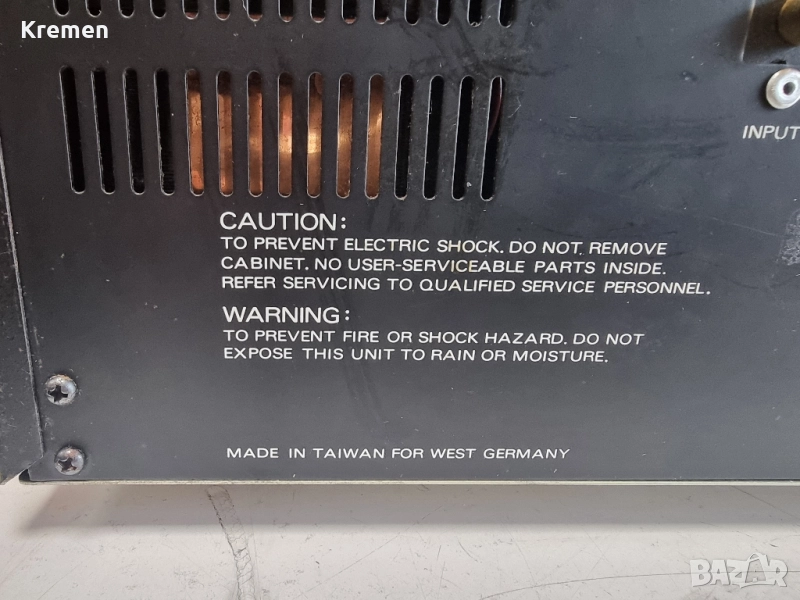 Kremen
INPUT
CAUTION:
TO PREVENT ELECTRIC SHOCK. DO NOT. REMOVE
CABINET. NO USER-SERVICEABLE PARTS INSIDE.
REFER SERVICING TO QUALIFIED SERVICE PERSONNEL.
WARNING:
TO PREVENT FIRE OR SHOCK HAZARD. DO NOT
EXPOSE THIS UNIT TO RAIN OR MOISTURE.
MADE IN TAIWAN FOR WEST GERMANY
BAZAR